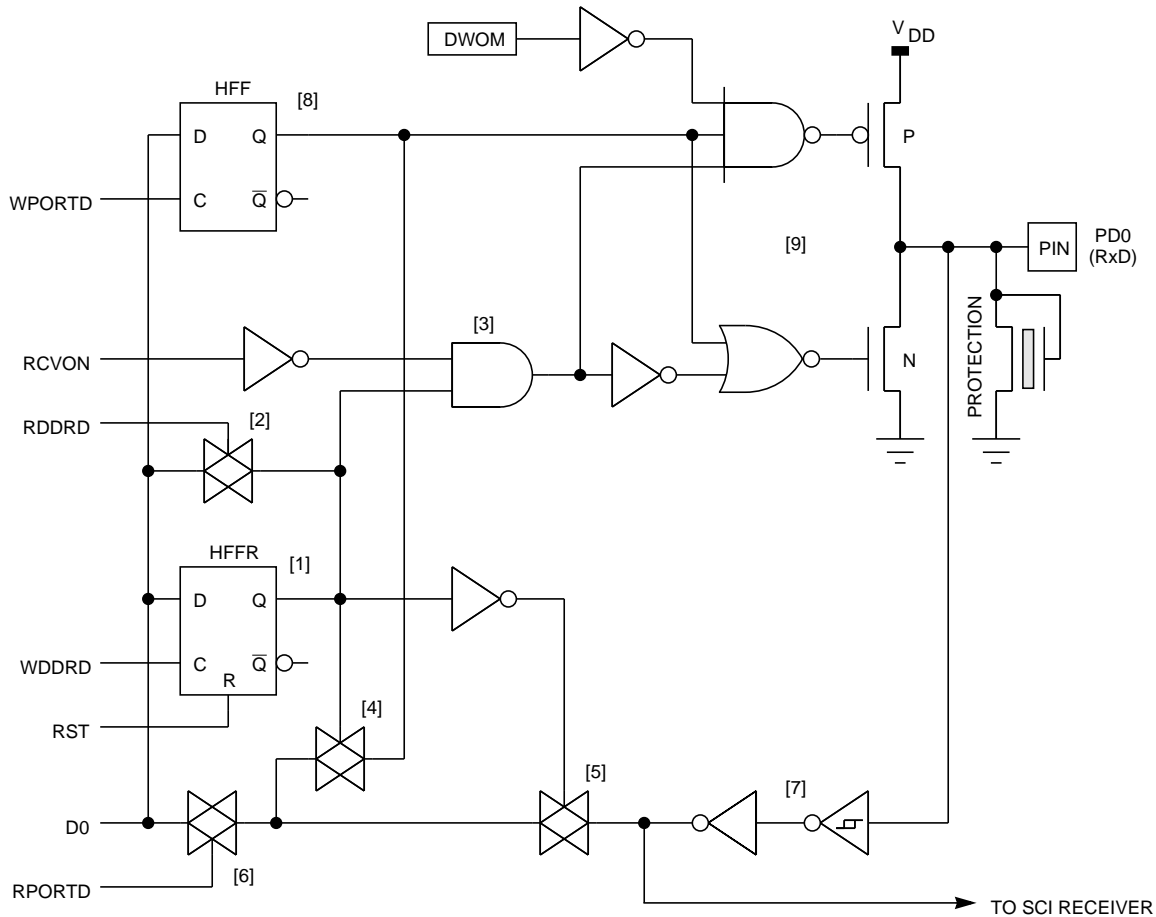 V DD
DWOM
HFF
[8]
D
Q
P
WPORTD
C
Q
[9]
PIN
PD0
(RxD)
[3]
RCVON
N
PROTECTION
RDDRD
[2]
HFFR
[1]
D
Q
WDDRD
C
Q
R
[4]
RST
[5]
[7]
D0
[6]
RPORTD
TO SCI RECEIVER